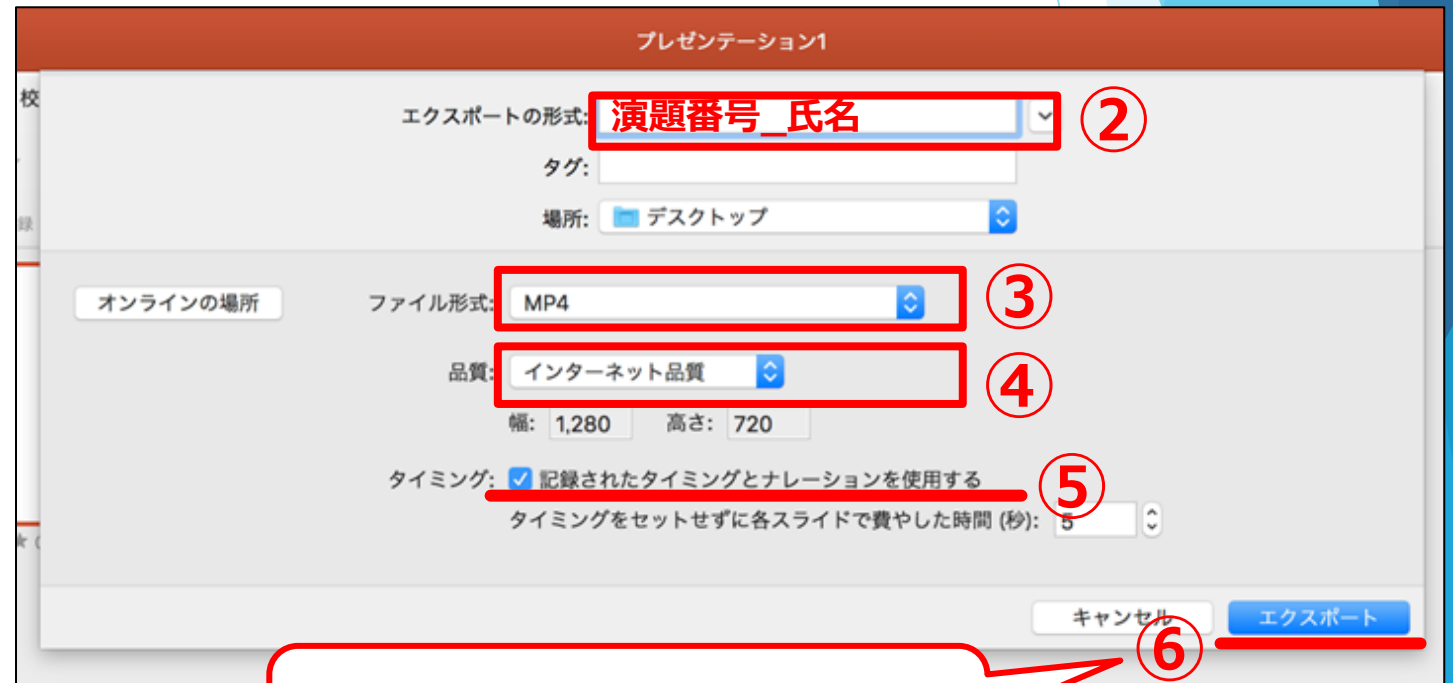 プレゼンテーション1
校
エクスポートの形式: 演題番号_氏名 ②
タグ:
録
場所: デスクトップ
オンラインの場所 ファイル形式: MP4 ③
品質: インターネット品質 ④
幅: 1,280 高さ: 720
タイミング: 記録されたタイミングとナレーションを使用する ⑤
タイミングをセットせずに各スライドで費やした時間 (秒): 5
キャンセル エクスポート
⑥